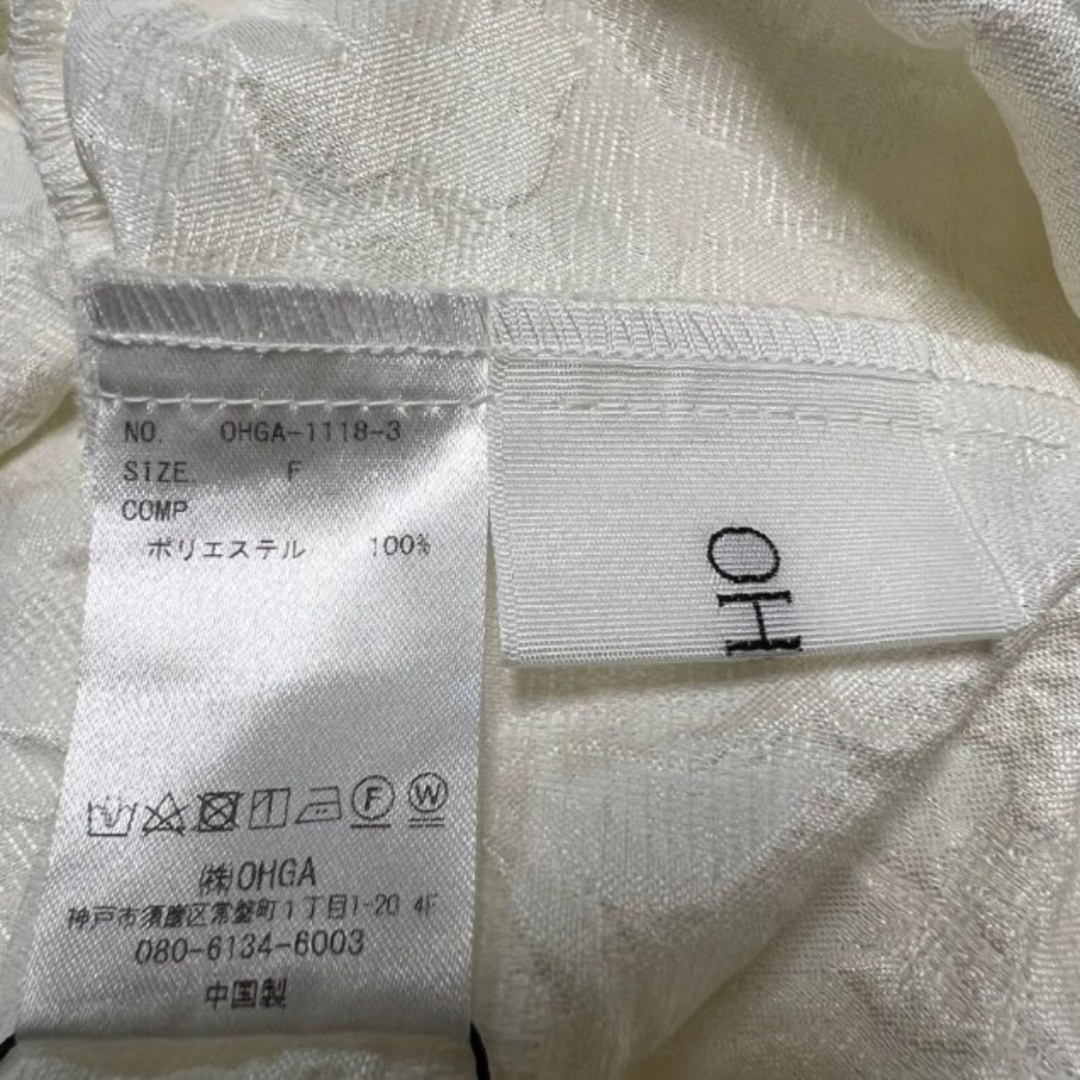 NO. OHGA-1118-3
SIZE F
COMP
ポリエステル 100%
F W
㈱OHGA
神戸市須磨区常盤町1丁目1-20 4F
080-6134-6003
中国製
OH